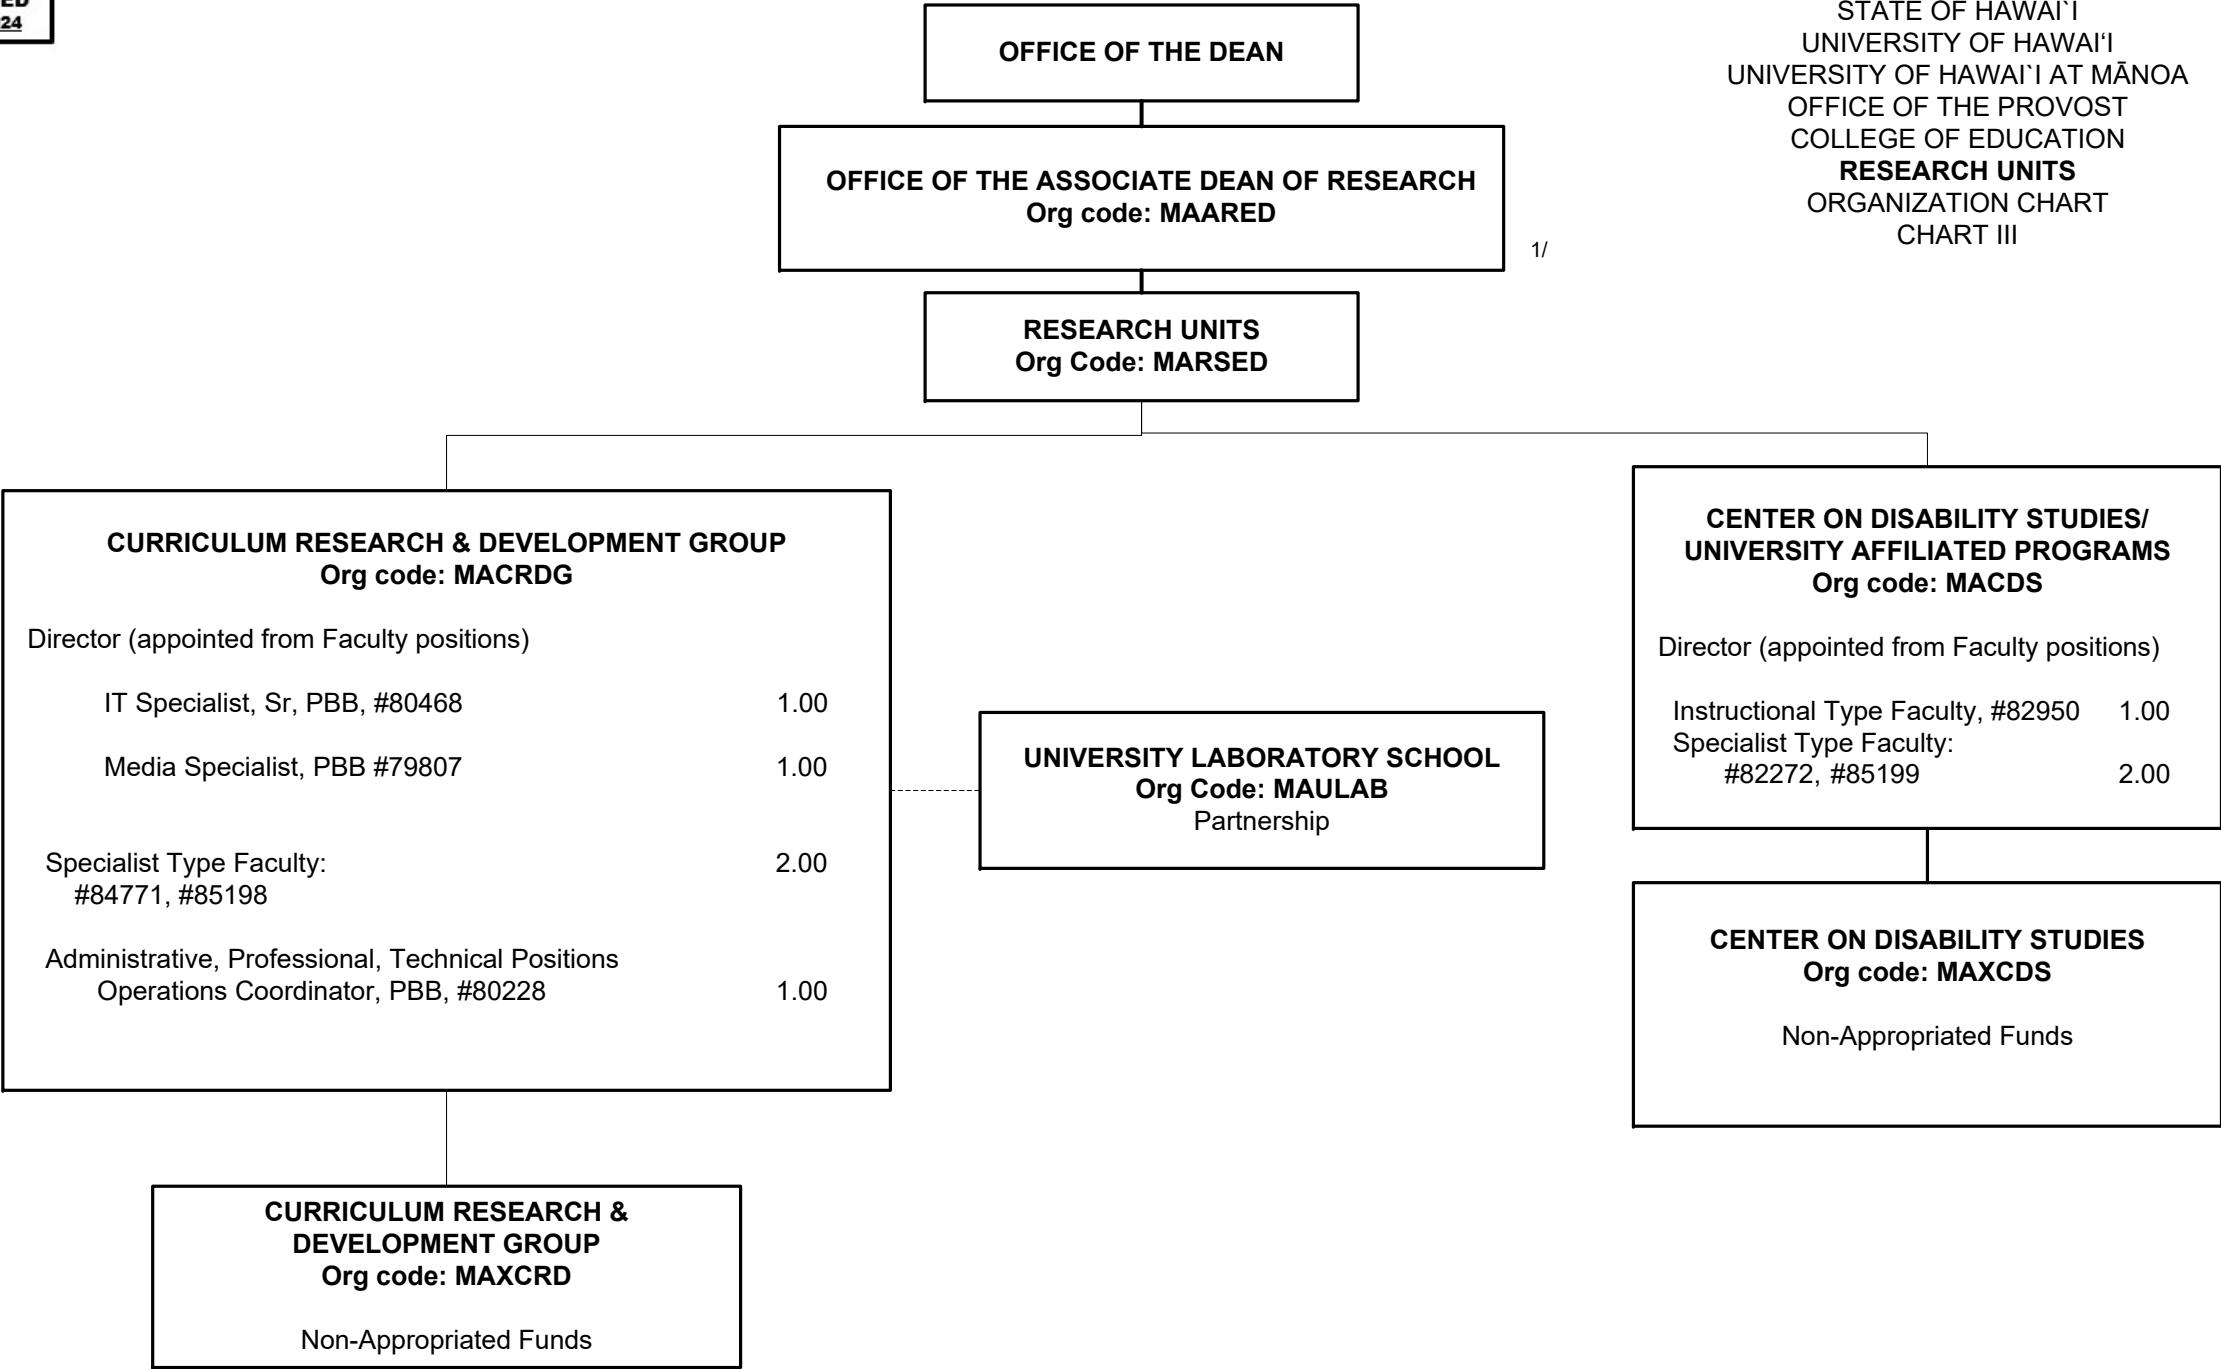 ED
24
STATE OF HAWAI`I
UNIVERSITY OF HAWAI‘I
UNIVERSITY OF HAWAI`I AT MĀNOA
OFFICE OF THE PROVOST
COLLEGE OF EDUCATION
RESEARCH UNITS
ORGANIZATION CHART
CHART III
OFFICE OF THE DEAN
OFFICE OF THE ASSOCIATE DEAN OF RESEARCH
Org code: MAARED
1/
RESEARCH UNITS
Org Code: MARSED
CURRICULUM RESEARCH & DEVELOPMENT GROUP
Org code: MACRDG
Director (appointed from Faculty positions)
IT Specialist, Sr, PBB, #80468 1.00
Media Specialist, PBB #79807 1.00
Specialist Type Faculty: 2.00
#84771, #85198
Administrative, Professional, Technical Positions
Operations Coordinator, PBB, #80228 1.00
UNIVERSITY LABORATORY SCHOOL
Org Code: MAULAB
Partnership
CENTER ON DISABILITY STUDIES/
UNIVERSITY AFFILIATED PROGRAMS
Org code: MACDS
Director (appointed from Faculty positions)
Instructional Type Faculty, #82950 1.00
Specialist Type Faculty:
#82272, #85199 2.00
CENTER ON DISABILITY STUDIES
Org code: MAXCDS
Non-Appropriated Funds
CURRICULUM RESEARCH &
DEVELOPMENT GROUP
Org code: MAXCRD
Non-Appropriated Funds